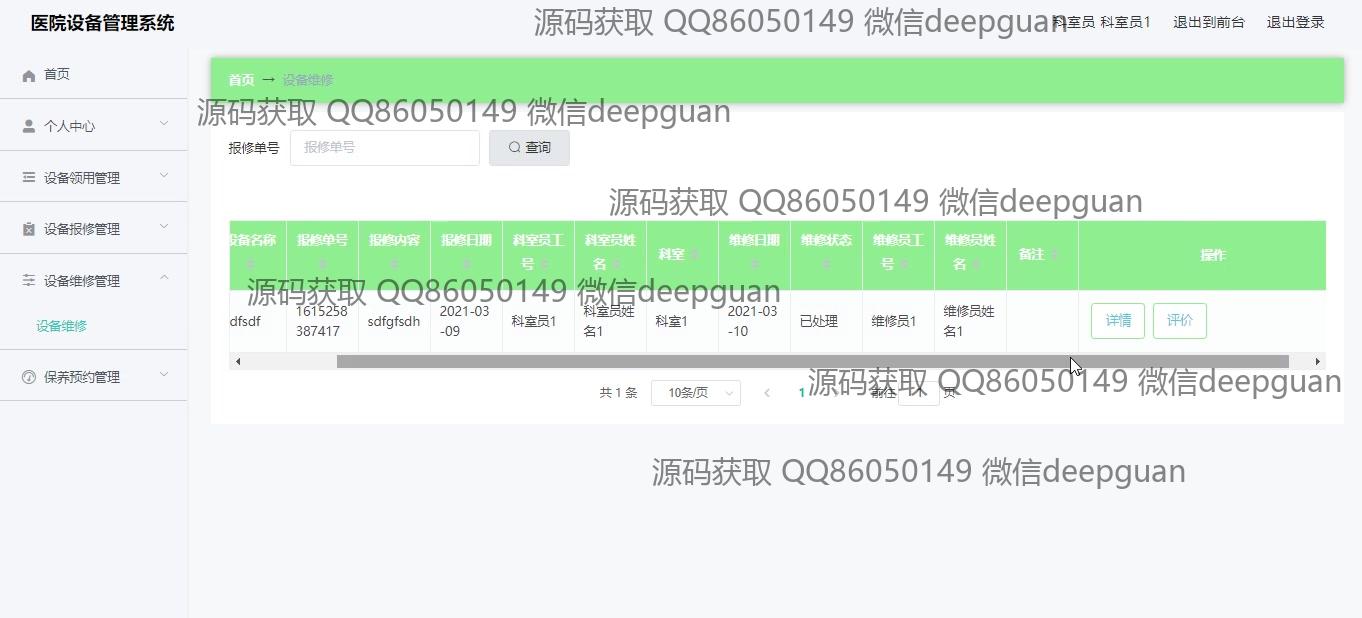 医院设备管理系统
源码获取 QQ86050149 微信deepguan
科室员 科室员1 退出到前台 退出登录
首页
个人中心
设备领用管理
设备报修管理
设备维修管理
设备维修
保养预约管理
首页 → 设备维修
源码获取 QQ86050149 微信deepguan
报修单号 报修单号 查询
源码获取 QQ86050149 微信deepguan
设备名称 报修单号 报修内容 报修日期 科室员工号 科室员姓名 科室 维修日期 维修状态 维修员工号 维修员姓名 备注 操作
源码获取 QQ86050149 微信deepguan
dfsdf 1615258387417 sdfgfsdh 2021-03-09 科室员1 科室员姓名1 科室1 2021-03-10 已处理 维修员1 维修员姓名1 详情 评价
共 1 条 10条/页 1 前往 1 页
源码获取 QQ86050149 微信deepguan
源码获取 QQ86050149 微信deepguan